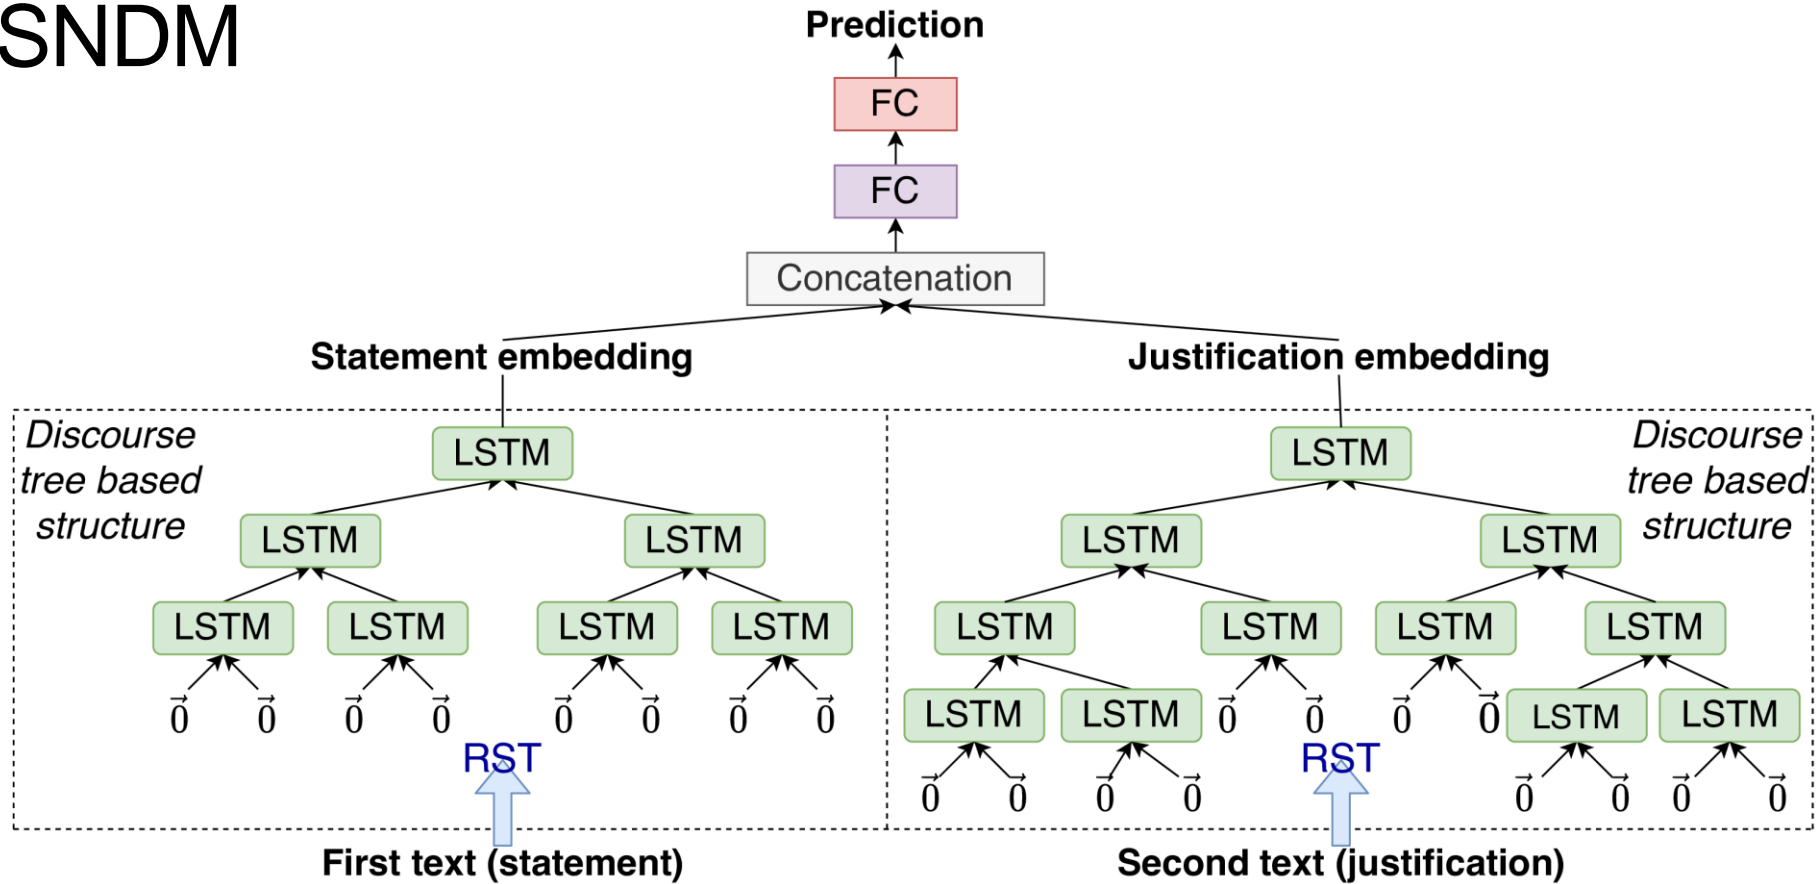 SNDM
Prediction
FC
FC
Concatenation
Statement embedding
Justification embedding
Discourse
tree based
structure
LSTM
LSTM
Discourse
tree based
structure
LSTM LSTM
LSTM LSTM
LSTM LSTM LSTM LSTM
LSTM LSTM LSTM LSTM
0⃗ 0⃗ 0⃗ 0⃗ 0⃗ 0⃗ 0⃗ 0⃗
LSTM LSTM 0⃗ 0⃗ 0⃗ 0⃗ LSTM LSTM
RST
RST
0⃗ 0⃗ 0⃗ 0⃗ 0⃗ 0⃗ 0⃗ 0⃗
First text (statement)
Second text (justification)